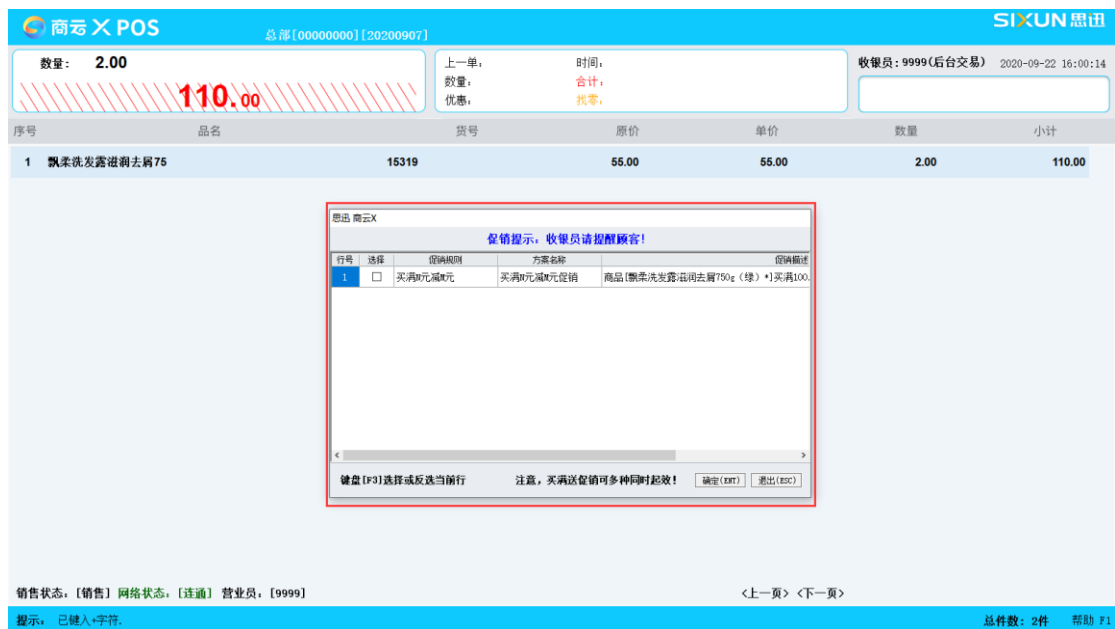 商云 X POS
总部[00000000][20200907]
SIXUN思迅
数量: 2.00
110.00
上一单:
数量:
优惠:
时间:
合计:
找零:
收银员:9999(后台交易) 2020-09-22 16:00:14
序号 品名 货号 原价 单价 数量 小计
1 飘柔洗发露滋润去屑75 15319 55.00 55.00 2.00 110.00
思迅 商云X
促销提示:收银员请提醒顾客!
行号 选择 促销规则 方案名称 促销描述
1 买满M元减N元 买满M元减N元促销 商品[飘柔洗发露滋润去屑750g(绿)*]买满100.
键盘[F3]选择或反选当前行 注意,买满送促销可多种同时起效! 确定(ENT) 退出(ESC)
销售状态:[销售] 网络状态:[连通] 营业员:[9999] <上一页> <下一页>
提示: 已键入+字符. 总件数: 2件 帮助 F1